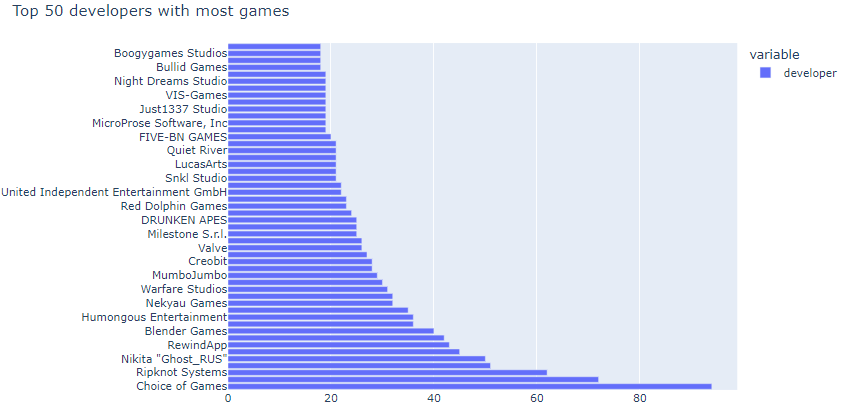 Top 50 developers with most games
variable
developer
Boogygames Studios
Bullid Games
Night Dreams Studio
VIS-Games
Just1337 Studio
MicroProse Software, Inc
FIVE-BN GAMES
Quiet River
LucasArts
Snkl Studio
United Independent Entertainment GmbH
Red Dolphin Games
DRUNKEN APES
Milestone S.r.l.
Valve
Creobit
MumboJumbo
Warfare Studios
Nekyau Games
Humongous Entertainment
Blender Games
RewindApp
Nikita "Ghost_RUS"
Ripknot Systems
Choice of Games
0 20 40 60 80